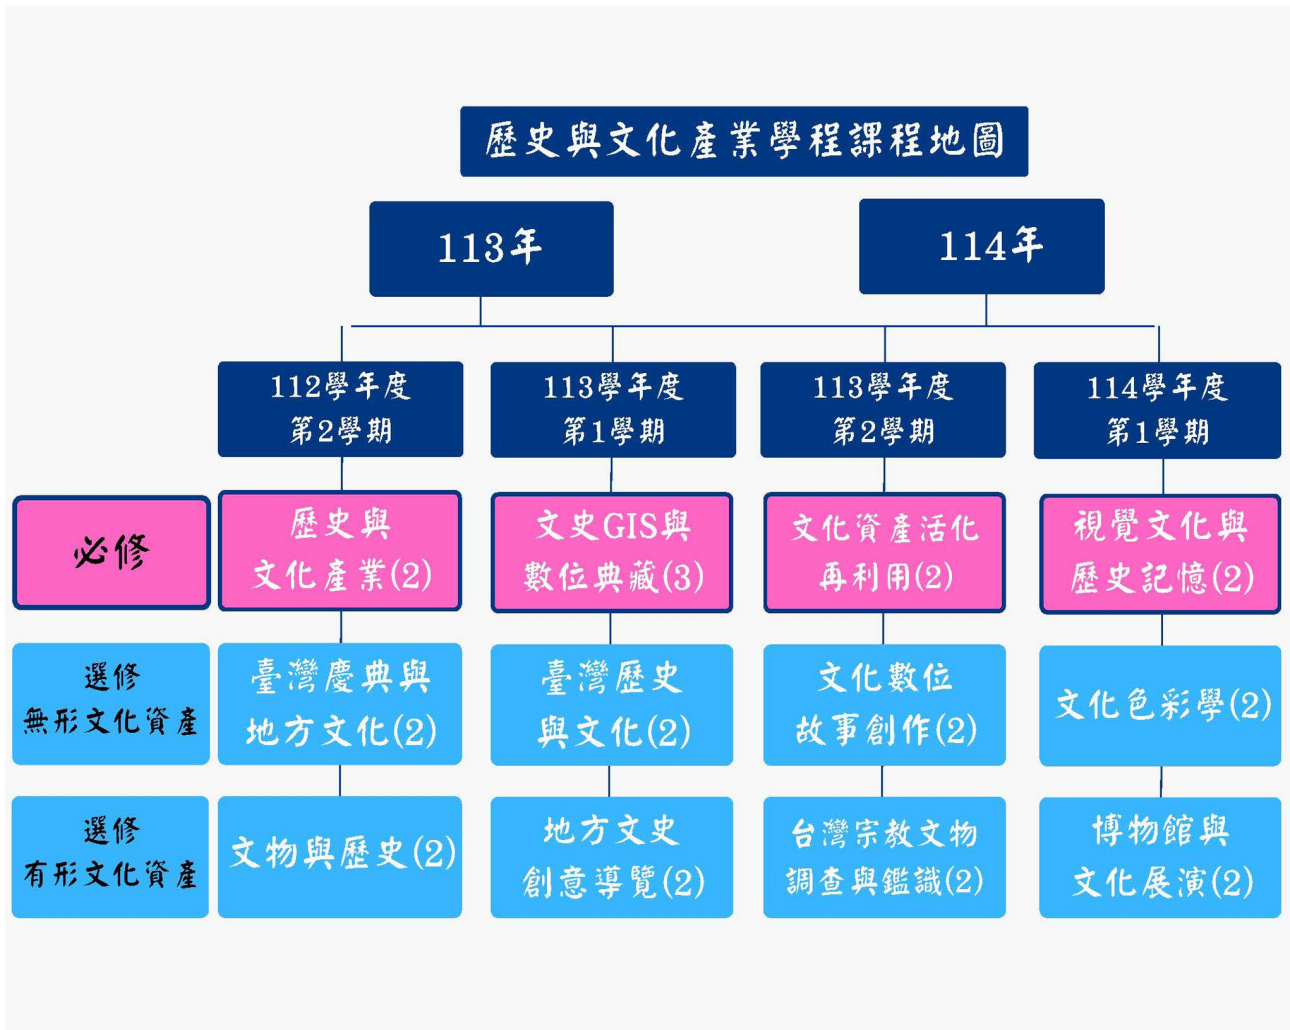 歷史與文化產業學程課程地圖
113年
114年
112學年度
第2學期
113學年度
第1學期
113學年度
第2學期
114學年度
第1學期
必修
歷史與
文化產業(2)
文史GIS與
數位典藏(3)
文化資產活化
再利用(2)
視覺文化與
歷史記憶(2)
選修
無形文化資產
臺灣慶典與
地方文化(2)
臺灣歷史
與文化(2)
文化數位
故事創作(2)
文化色彩學(2)
選修
有形文化資產
文物與歷史(2)
地方文史
創意導覽(2)
台灣宗教文物
調查與鑑識(2)
博物館與
文化展演(2)